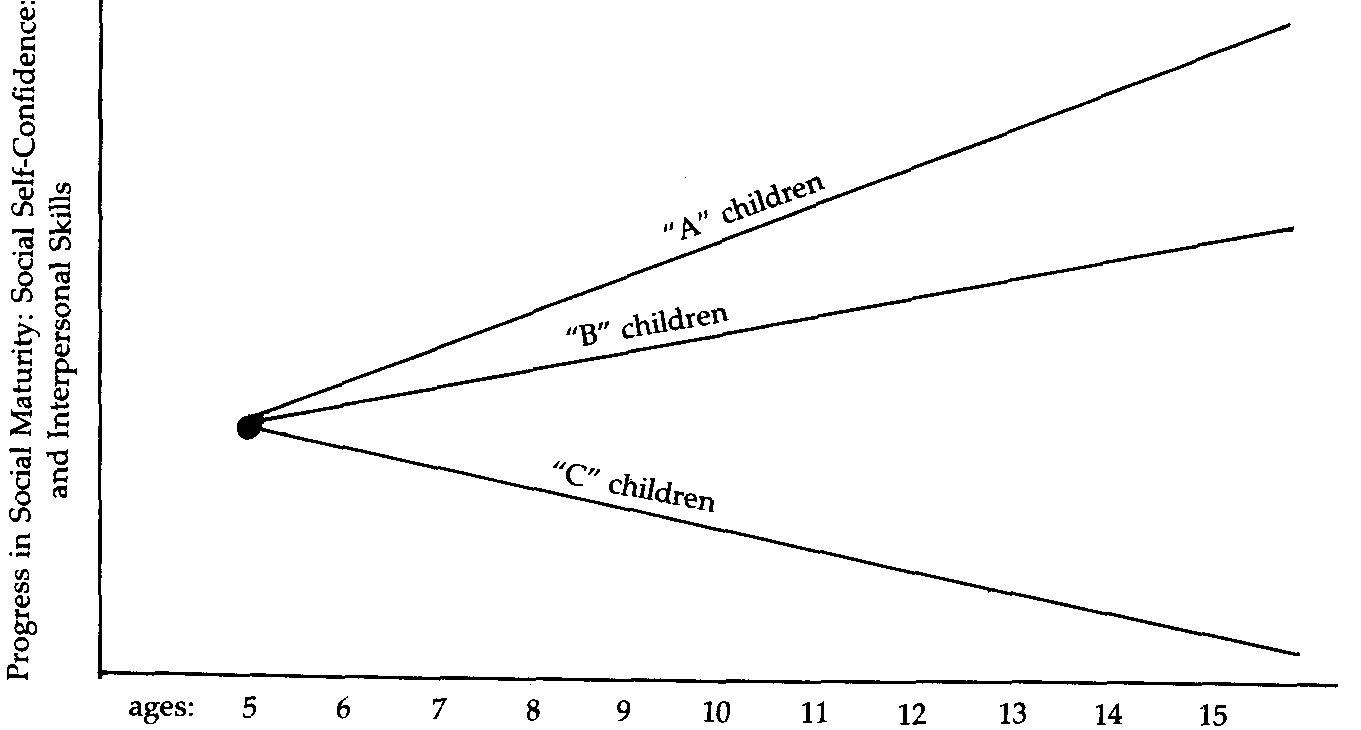 Progress in Social Maturity: Social Self-Confidence:
and Interpersonal Skills
"A" children
"B" children
"C" children
ages: 5 6 7 8 9 10 11 12 13 14 15